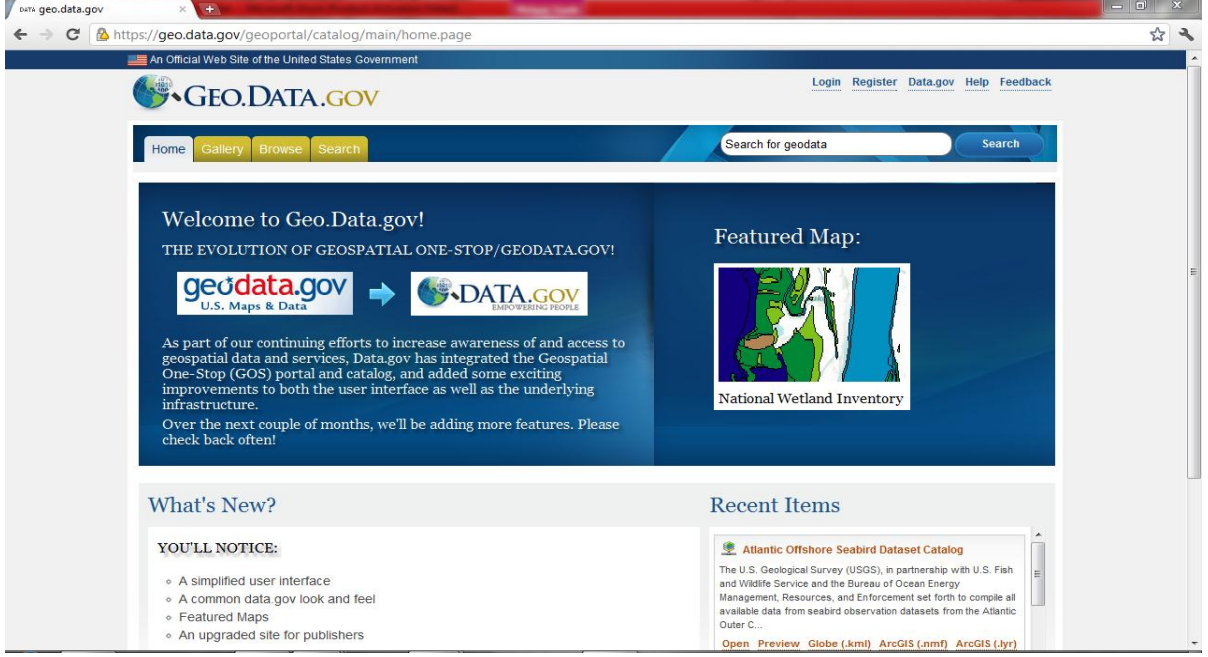 DATA geo.data.gov
https://geo.data.gov/geoportal/catalog/main/home.page
An Official Web Site of the United States Government
GEO.DATA.GOV
Login Register Data.gov Help Feedback
Home Gallery Browse Search
Search for geodata
Search
Welcome to Geo.Data.gov!
THE EVOLUTION OF GEOSPATIAL ONE-STOP/GEODATA.GOV!
geodata.gov
U.S. Maps & Data
DATA.GOV
EMPOWERING PEOPLE
As part of our continuing efforts to increase awareness of and access to
geospatial data and services, Data.gov has integrated the Geospatial
One-Stop (GOS) portal and catalog, and added some exciting
improvements to both the user interface as well as the underlying
infrastructure.
Over the next couple of months, we'll be adding more features. Please
check back often!
Featured Map:
National Wetland Inventory
What's New?
YOU'LL NOTICE:
A simplified user interface
A common data.gov look and feel
Featured Maps
An upgraded site for publishers
Recent Items
Atlantic Offshore Seabird Dataset Catalog
The U.S. Geological Survey (USGS), in partnership with U.S. Fish
and Wildlife Service and the Bureau of Ocean Energy
Management, Resources, and Enforcement set forth to compile all
available data from seabird observation datasets from the Atlantic
Outer C...
Open Preview Globe (.kml) ArcGIS (.nmf) ArcGIS (.lyr)